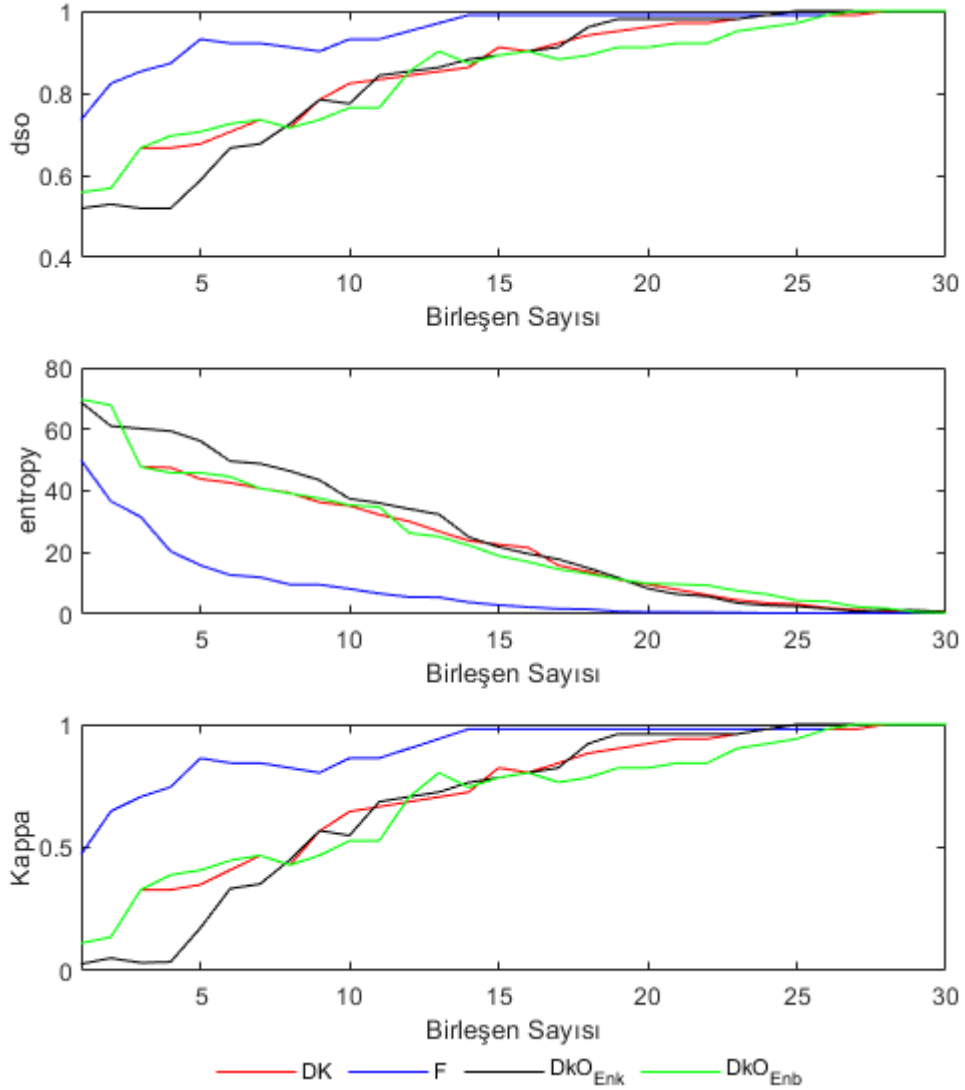 1
0.8
0.6
0.4
dso
5 10 15 20 25 30
Birleşen Sayısı
80
60
40
20
0
entropy
5 10 15 20 25 30
Birleşen Sayısı
1
0.5
0
Kappa
5 10 15 20 25 30
Birleşen Sayısı
DK F DkO_Enk DkO_Enb